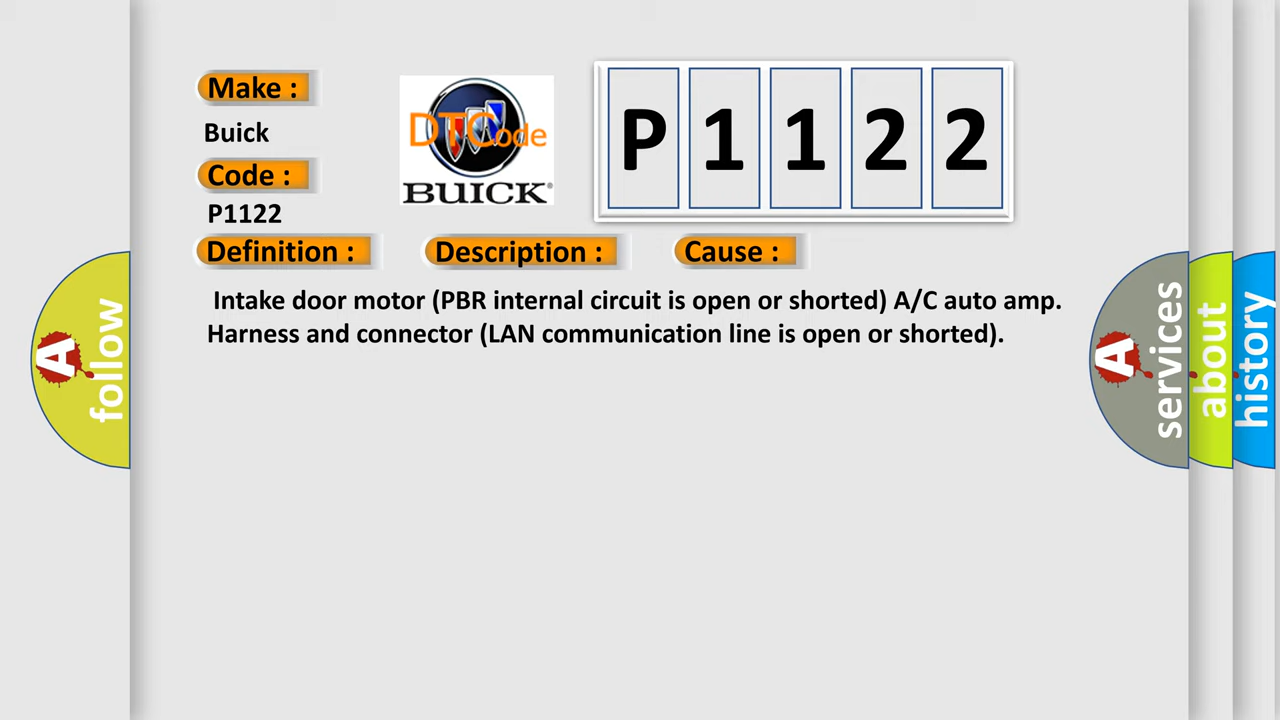 Make :
Buick
Code :
P1122
DTCode
BUICK
P 1 1 2 2
Definition : Description : Cause :
Intake door motor (PBR internal circuit is open or shorted) A/C auto amp.
Harness and connector (LAN communication line is open or shorted).
A follow
A services
about
history